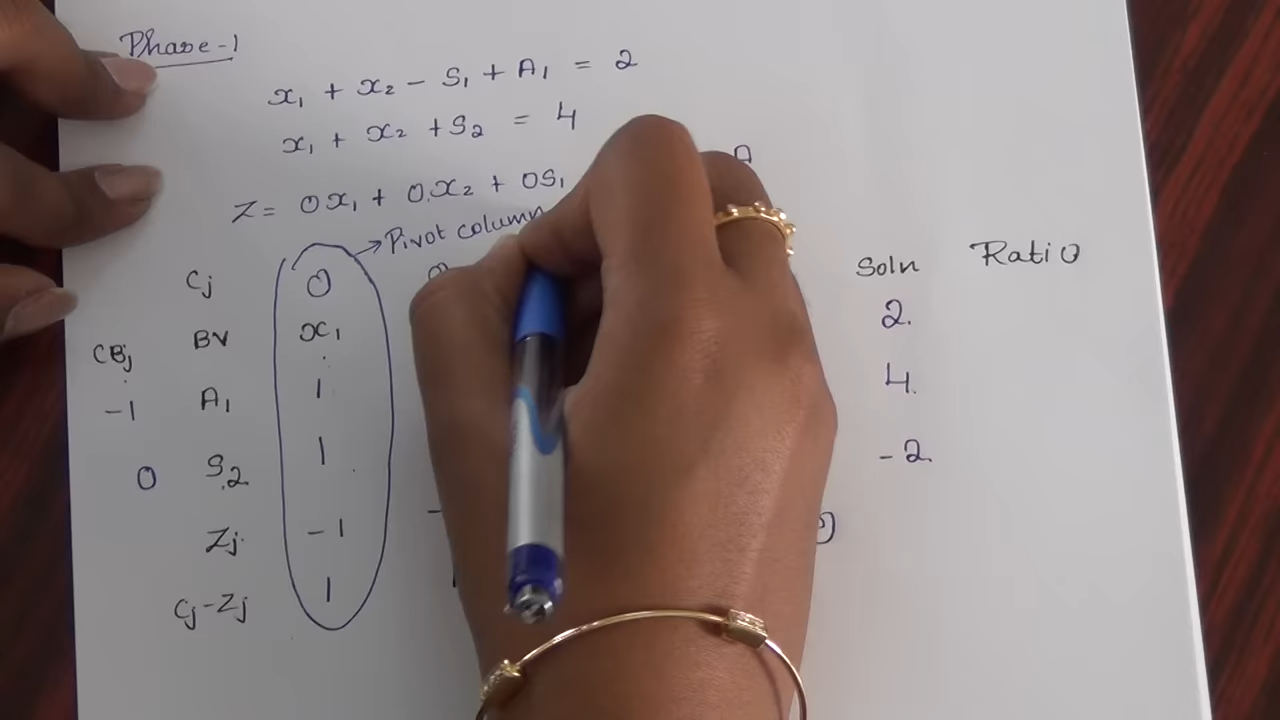 Phase-1
x₁ + x₂ - S₁ + A₁ = 2
x₁ + x₂ + S₂ = 4
Z = 0x₁ + 0.x₂ + 0S₁ A
→ Pivot column
Cj 0 0 Soln Ratio
CBj BV x₁ 2.
-1 A₁ 1 4.
0 S₂ 1 -2.
Zj -1 - 0
Cj-Zj 1